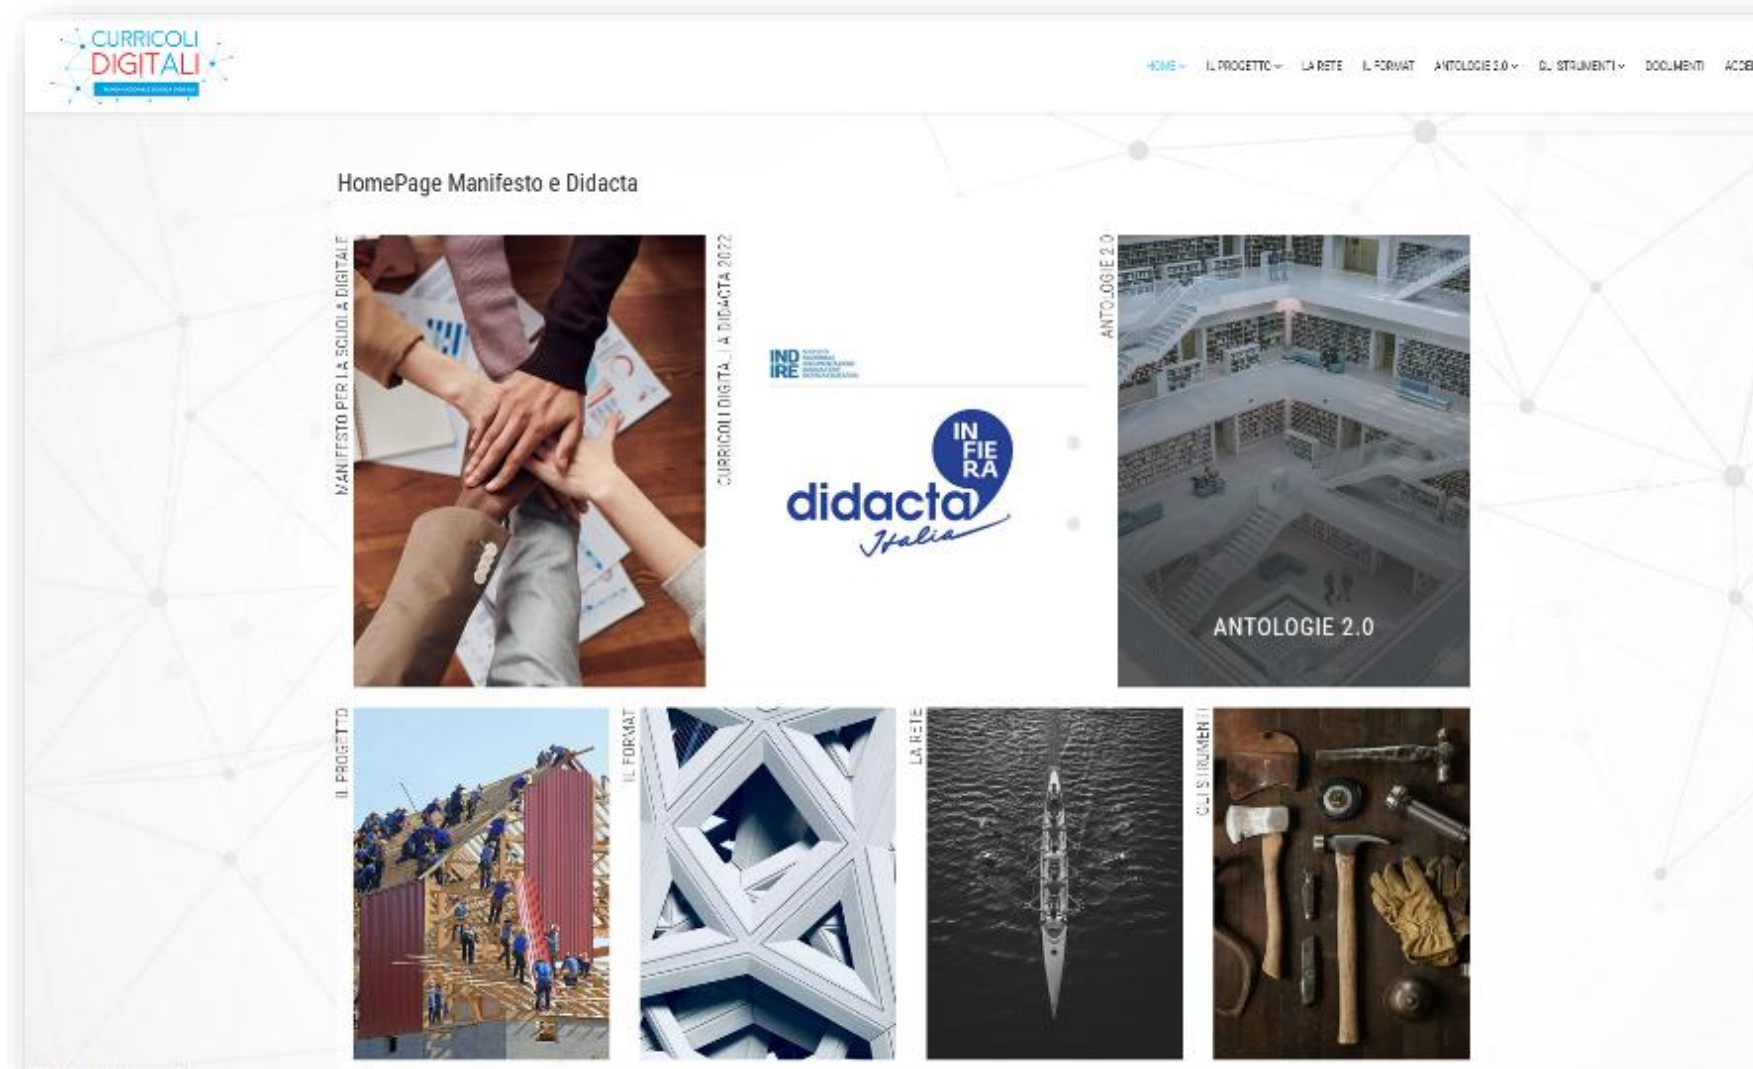 CURRICOLI
DIGITALI
HOME IL PROGETTO LA RETE IL FORMAT ANTOLOGIE 2.0 GLI STRUMENTI DOCUMENTI
HomePage Manifesto e Didacta
MANIFESTO PER LA SCUOLA DIGITALE
CURRICOLI DIGITALI A DIDACTA 2022
IND
IRE
IN
FIE
RA
didacta
Italia
ANTOLOGIE 2.0
ANTOLOGIE 2.0
IL PROGETTO
IL FORMAT
LA RETE
GLI STRUMENTI